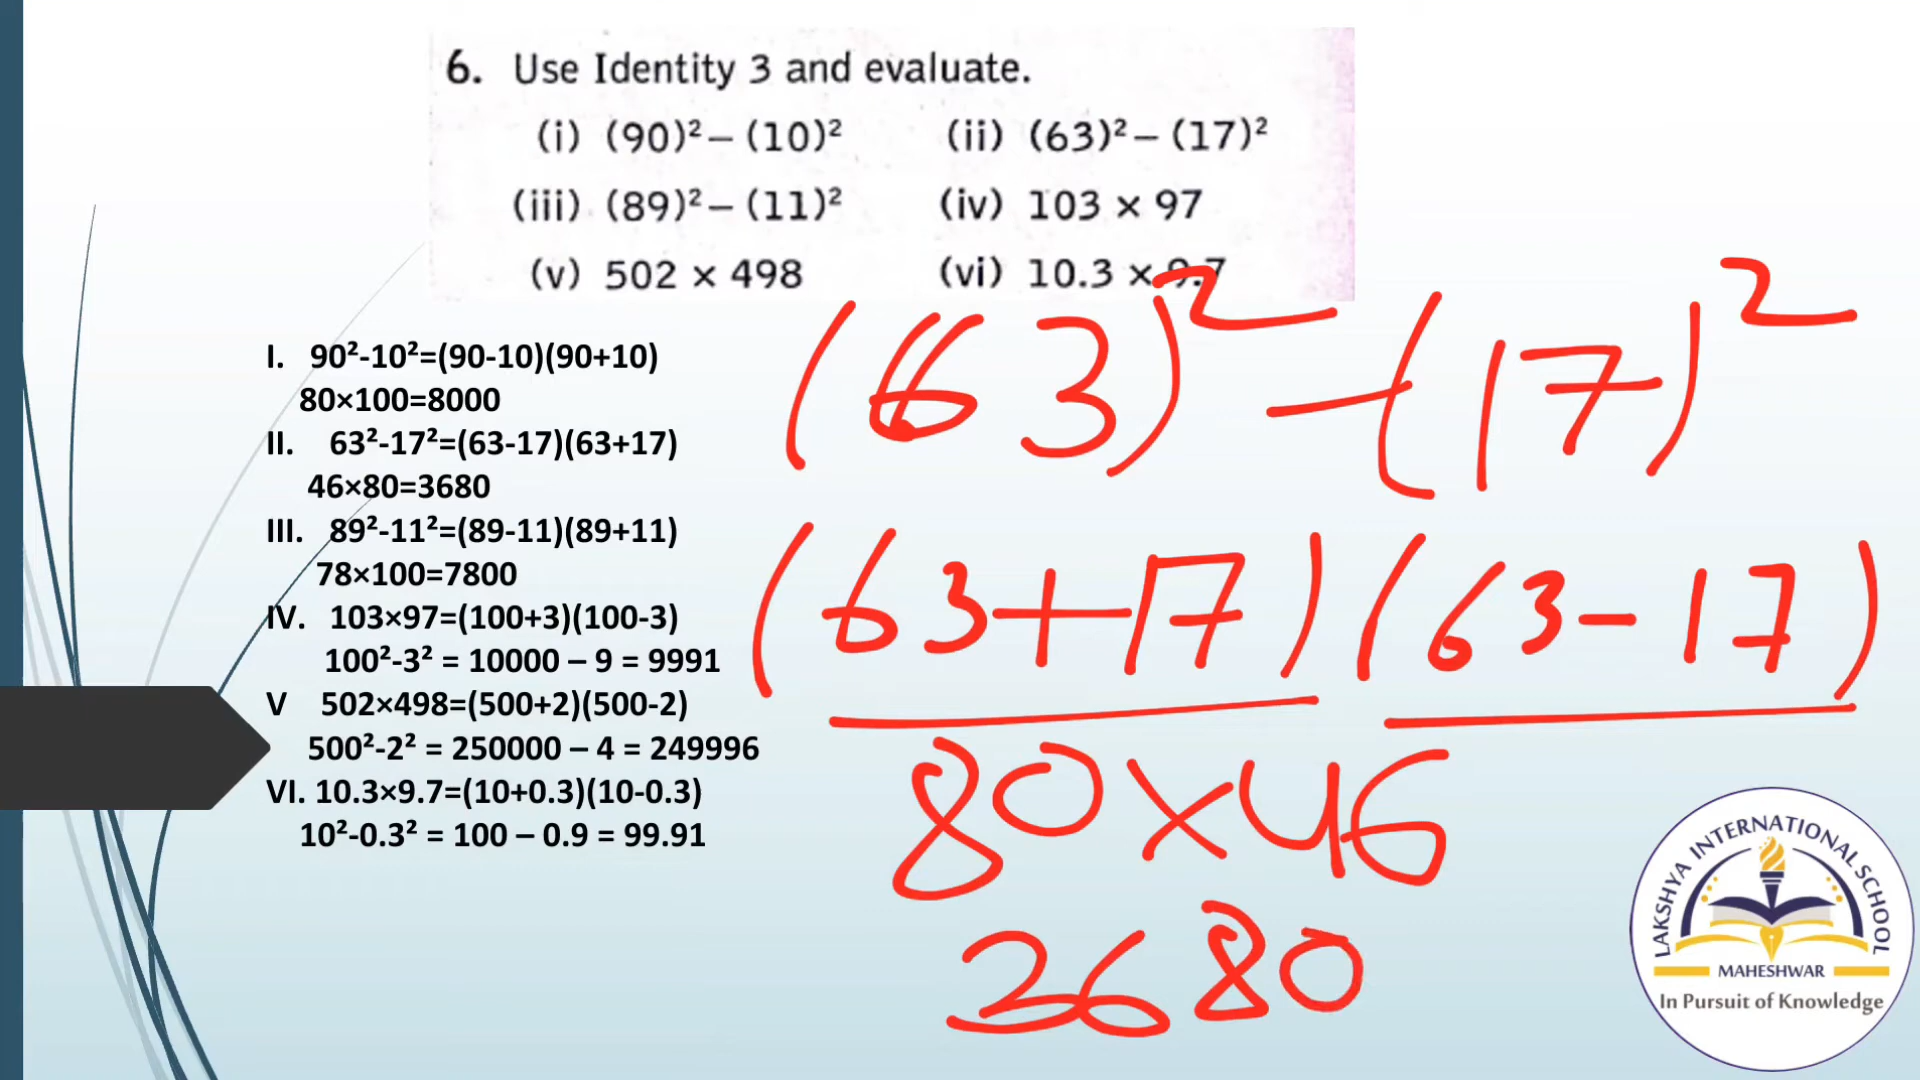 6. Use Identity 3 and evaluate.
(i) (90)² – (10)² (ii) (63)² – (17)²
(iii) (89)² – (11)² (iv) 103 × 97
(v) 502 × 498 (vi) 10.3 × 9.7
I. 90²-10²=(90-10)(90+10)
80×100=8000
II. 63²-17²=(63-17)(63+17)
46×80=3680
III. 89²-11²=(89-11)(89+11)
78×100=7800
IV. 103×97=(100+3)(100-3)
100²-3² = 10000 – 9 = 9991
V 502×498=(500+2)(500-2)
500²-2² = 250000 – 4 = 249996
VI. 10.3×9.7=(10+0.3)(10-0.3)
10²-0.3² = 100 – 0.9 = 99.91
(63)² – (17)²
(63+17)(63-17)
80×46
3680
LAKSHYA INTERNATIONAL SCHOOL
MAHESHWAR
In Pursuit of Knowledge